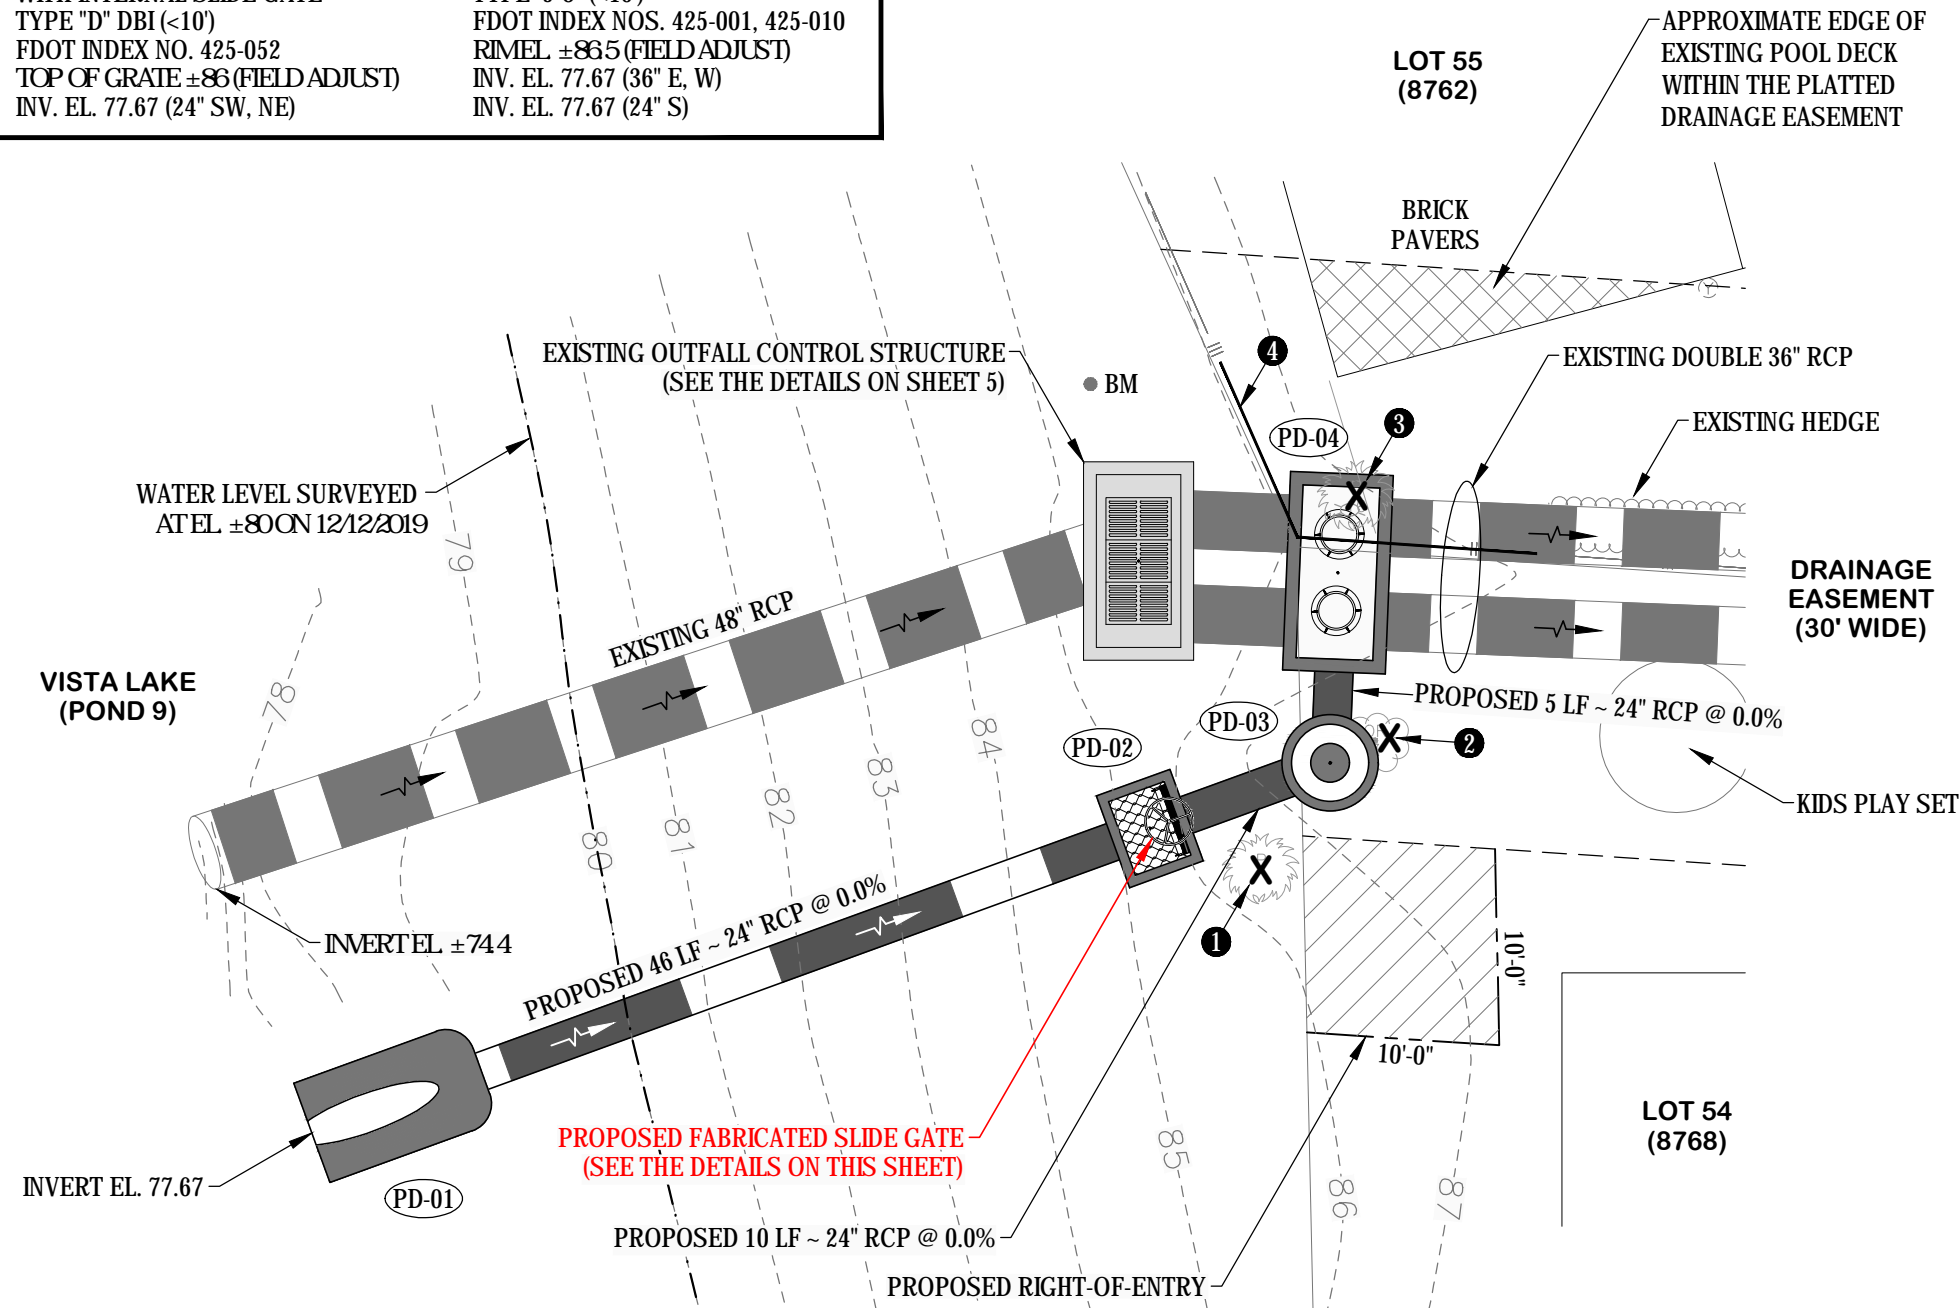 TYPE "D" DBI (<10')
FDOT INDEX NO. 425-052
TOP OF GRATE ±86 (FIELD ADJUST)
INV. EL. 77.67 (24" SW, NE)
FDOT INDEX NOS. 425-001, 425-010
RIM EL. ±86.5 (FIELD ADJUST)
INV. EL. 77.67 (36" E, W)
INV. EL. 77.67 (24" S)
LOT 55
(8762)
APPROXIMATE EDGE OF
EXISTING POOL DECK
WITHIN THE PLATTED
DRAINAGE EASEMENT
BRICK
PAVERS
EXISTING OUTFALL CONTROL STRUCTURE
(SEE THE DETAILS ON SHEET 5)
BM
4
3
PD-04
EXISTING DOUBLE 36" RCP
EXISTING HEDGE
WATER LEVEL SURVEYED
AT EL. ±80 ON 12/12/2019
79
78
VISTA LAKE
(POND 9)
EXISTING 48" RCP
DRAINAGE
EASEMENT
(30' WIDE)
PROPOSED 5 LF ~ 24" RCP @ 0.0%
PD-03
PD-02
2
KIDS PLAY SET
80
81
82
83
84
INVERT EL. ±74.4
PROPOSED 46 LF ~ 24" RCP @ 0.0%
1
10'-0"
10'-0"
PROPOSED FABRICATED SLIDE GATE
(SEE THE DETAILS ON THIS SHEET)
85
86
87
LOT 54
(8768)
INVERT EL. 77.67
PD-01
PROPOSED 10 LF ~ 24" RCP @ 0.0%
PROPOSED RIGHT-OF-ENTRY